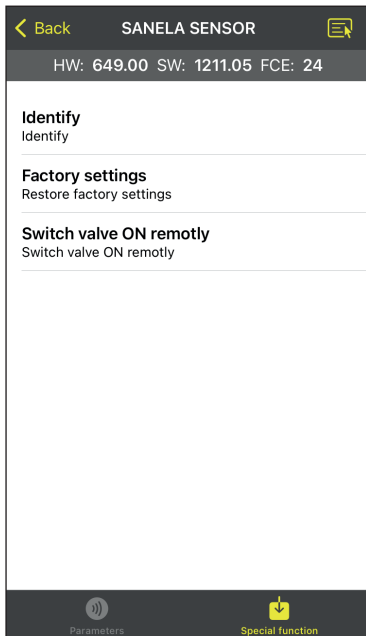 Back SANELA SENSOR
HW: 649.00 SW: 1211.05 FCE: 24
Identify
Identify
Factory settings
Restore factory settings
Switch valve ON remotly
Switch valve ON remotly
Parameters Special function